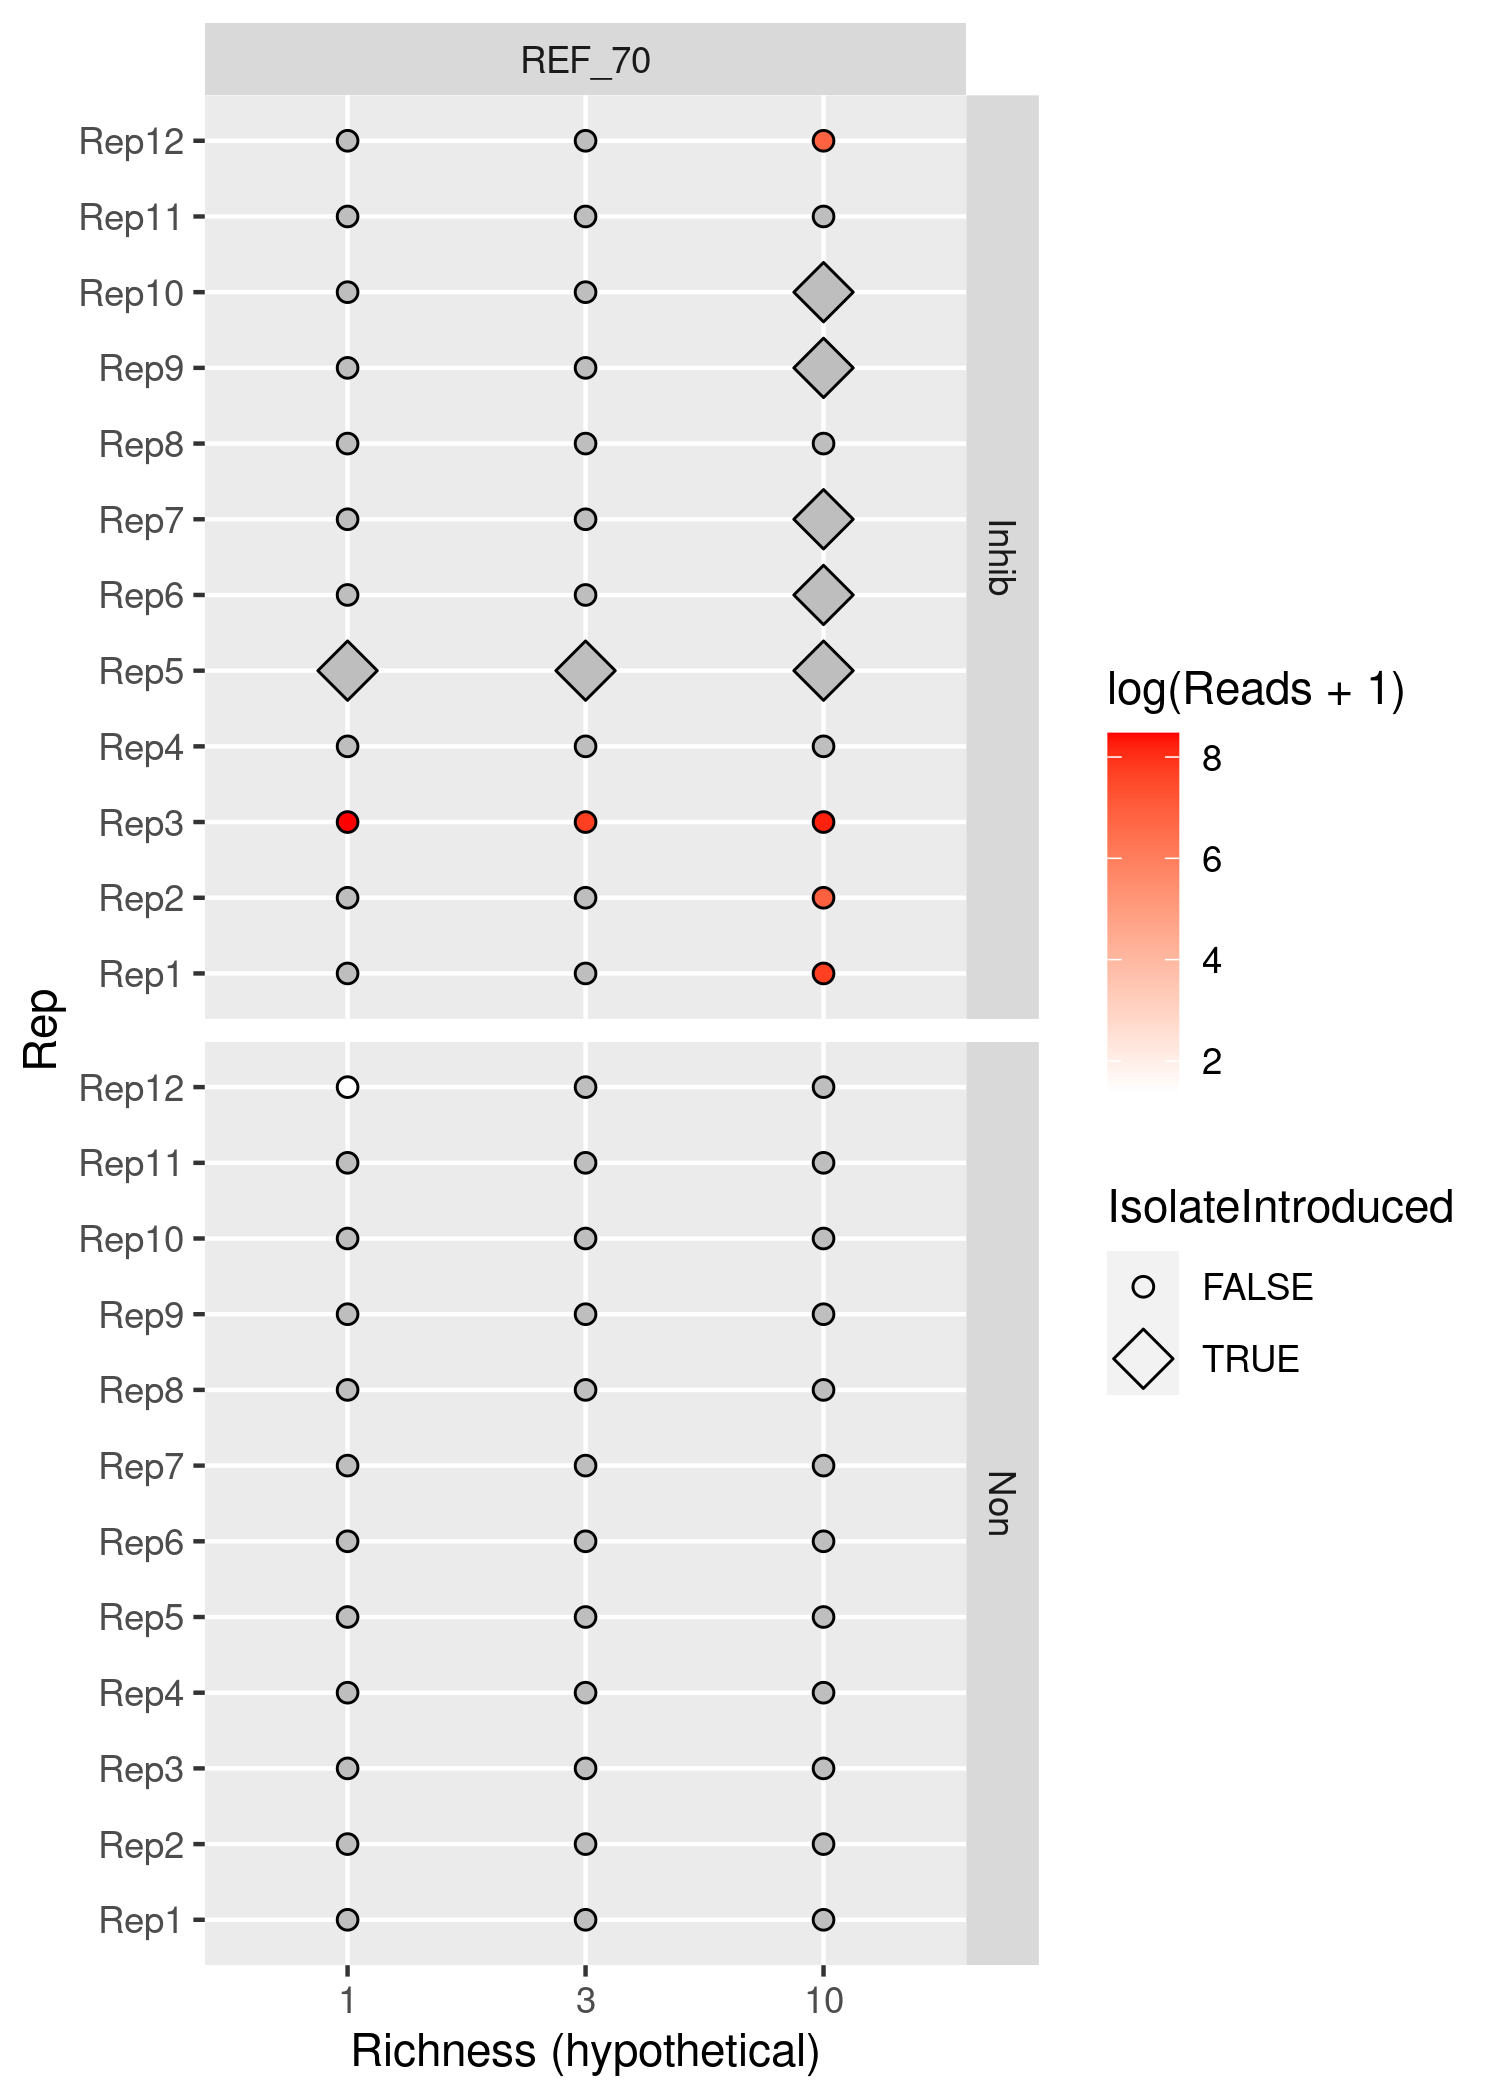 REF_70
Rep12
Rep11
Rep10
Rep9
Rep8
Rep7
Rep6
Rep5
Rep4
Rep3
Rep2
Rep1
Inhib
Rep
Rep12
Rep11
Rep10
Rep9
Rep8
Rep7
Rep6
Rep5
Rep4
Rep3
Rep2
Rep1
Non
1 3 10
Richness (hypothetical)
log(Reads + 1)
8
6
4
2
IsolateIntroduced
FALSE
TRUE